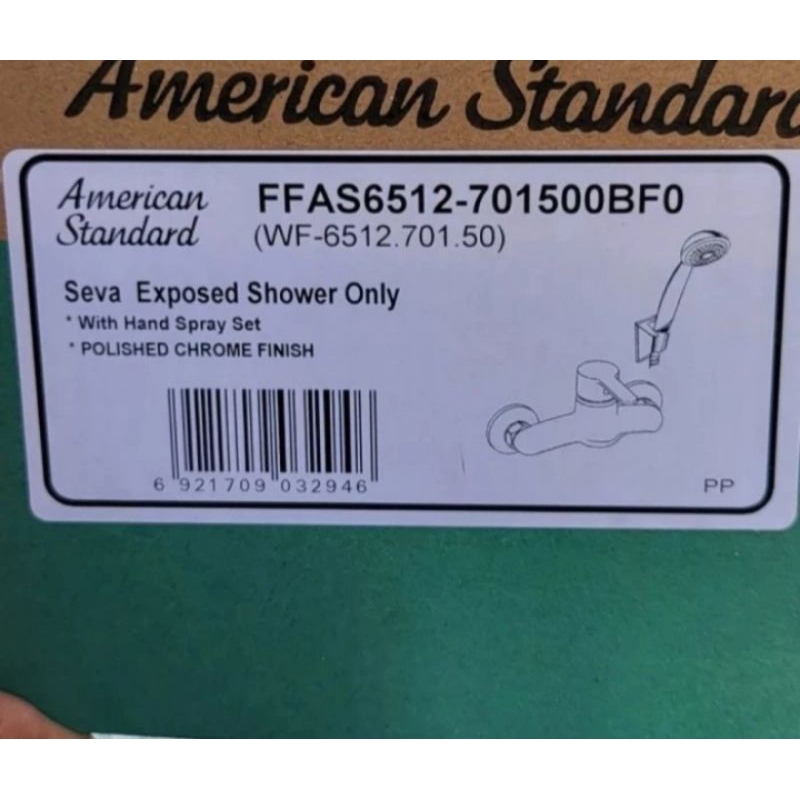 American Standard
American
Standard
FFAS6512-701500BF0
(WF-6512.701.50)
Seva Exposed Shower Only
* With Hand Spray Set
* POLISHED CHROME FINISH
6 921709 032946
PP